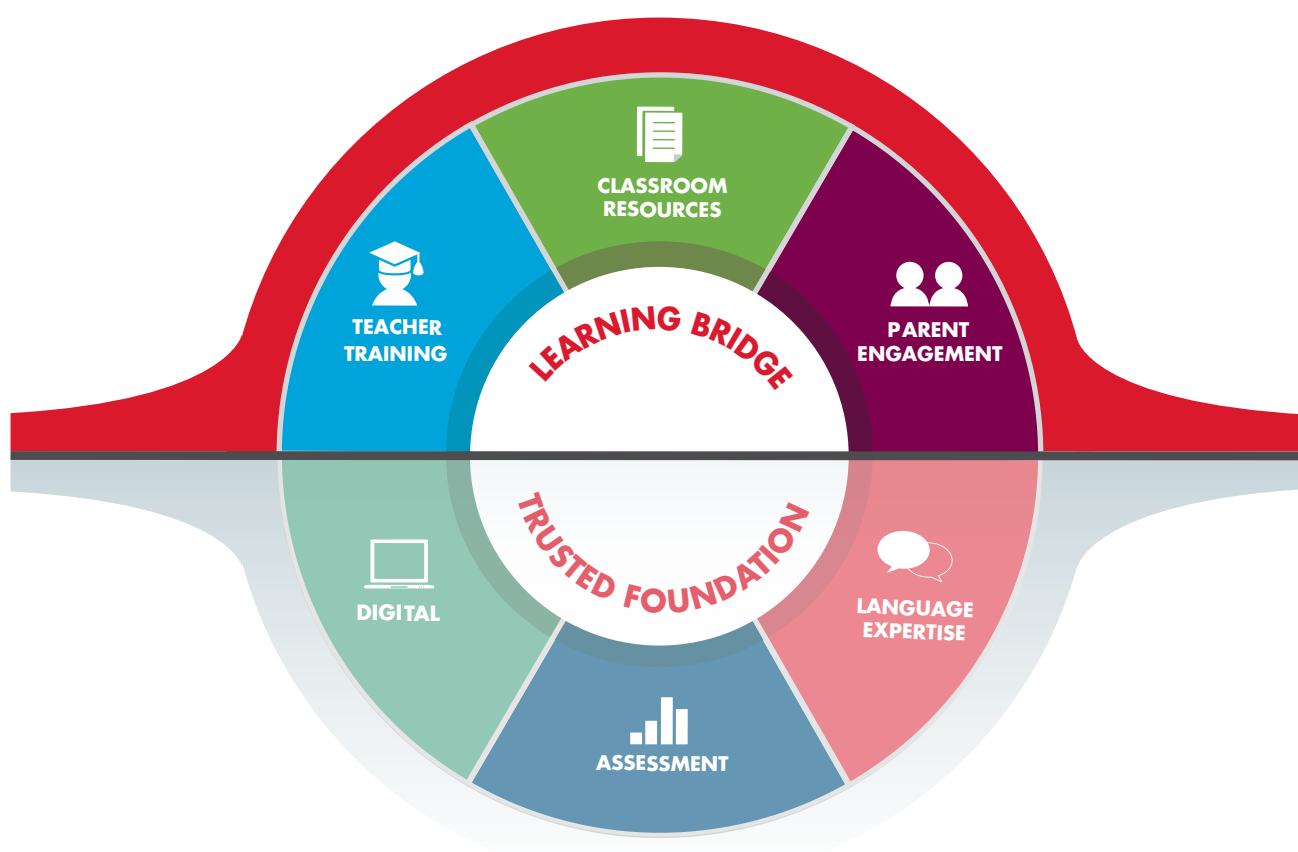 CLASSROOM
RESOURCES
TEACHER
TRAINING
PARENT
ENGAGEMENT
LEARNING BRIDGE
TRUSTED FOUNDATION
DIGITAL
LANGUAGE
EXPERTISE
ASSESSMENT